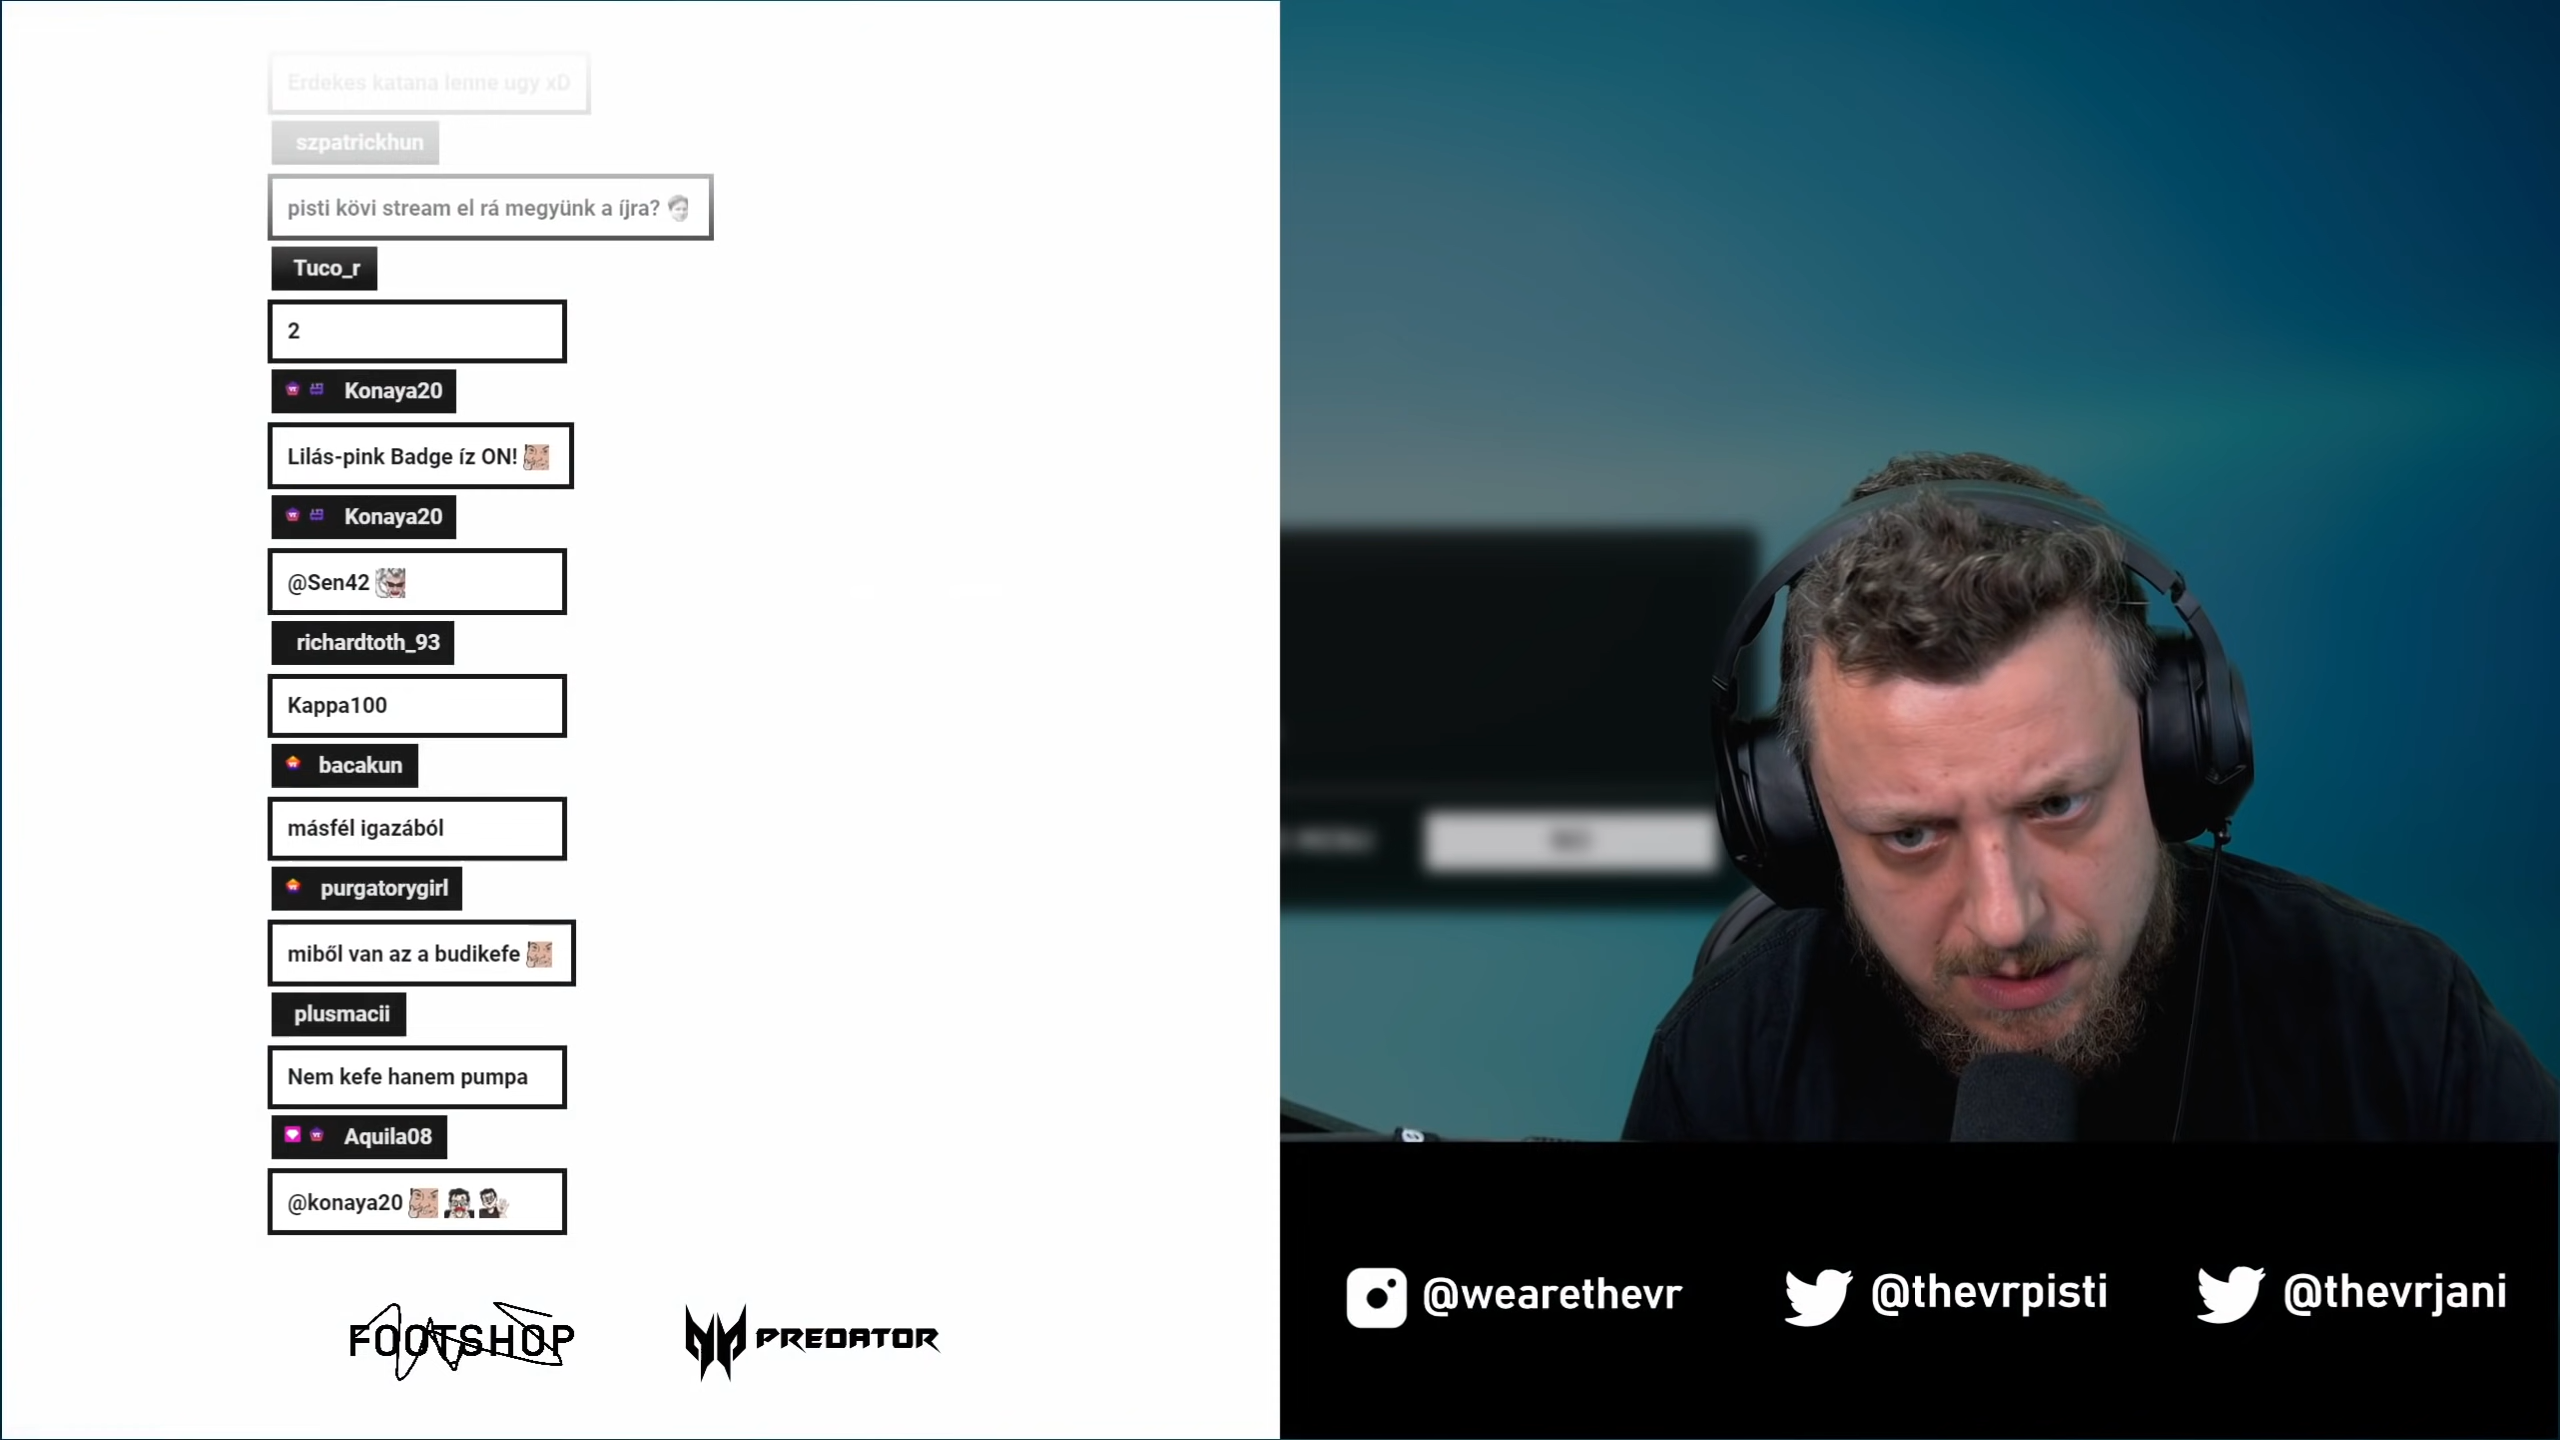 Erdekes katana lenne ugy xD
szpatrickhun
pisti kövi stream el rá megyünk a íjra?
Tuco_r
2
Konaya20
Lilás-pink Badge íz ON!
Konaya20
@Sen42
richardtoth_93
Kappa100
bacakun
másfél igazából
purgatorygirl
miből van az a budikefe
plusmacii
Nem kefe hanem pumpa
Aquila08
@konaya20
FOOTSHOP
PREDATOR
@wearethevr
@thevrpisti
@thevrjani